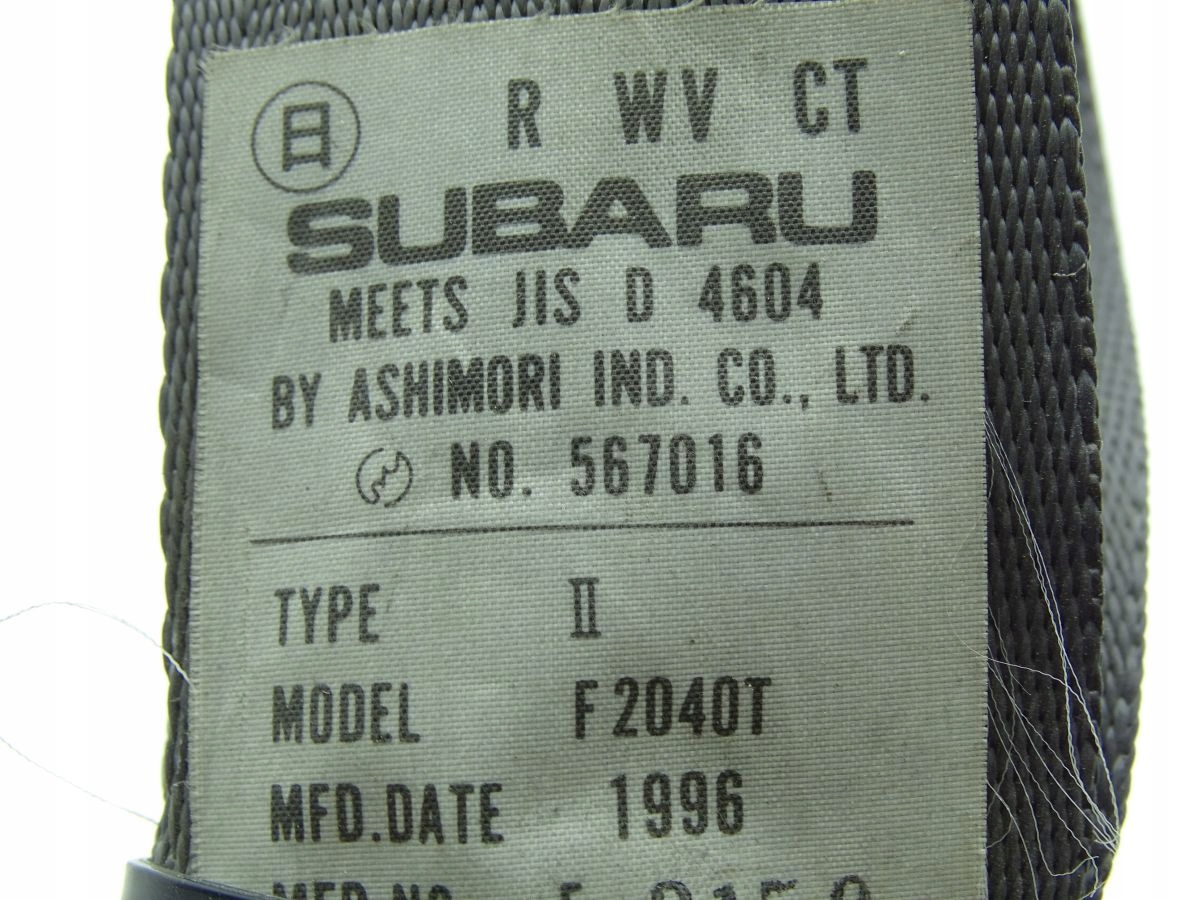 日 R WV CT
SUBARU
MEETS JIS D 4604
BY ASHIMORI IND. CO., LTD.
NO. 567016
TYPE II
MODEL F2040T
MFD.DATE 1996